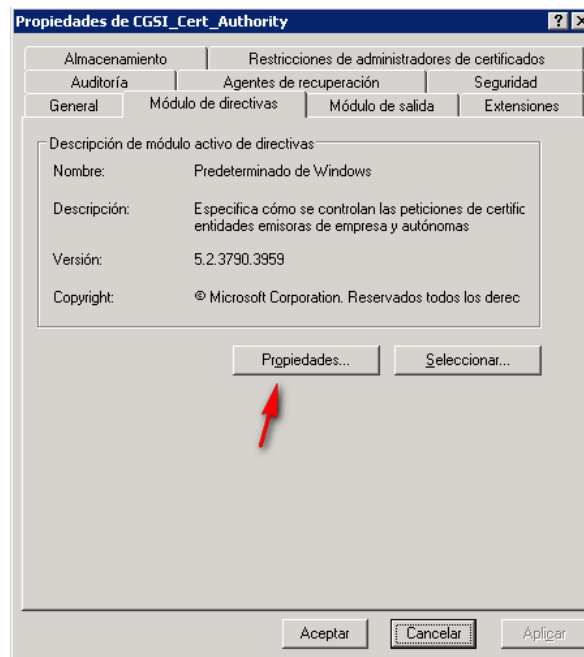 Propiedades de CGSI_Cert_Authority
Almacenamiento Restricciones de administradores de certificados
Auditoría Agentes de recuperación Seguridad
General Módulo de directivas Módulo de salida Extensiones
Descripción de módulo activo de directivas
Nombre: Predeterminado de Windows
Descripción: Especifica cómo se controlan las peticiones de certific
entidades emisoras de empresa y autónomas
Versión: 5.2.3790.3959
Copyright: © Microsoft Corporation. Reservados todos los derec
Propiedades... Seleccionar...
Aceptar Cancelar Aplicar